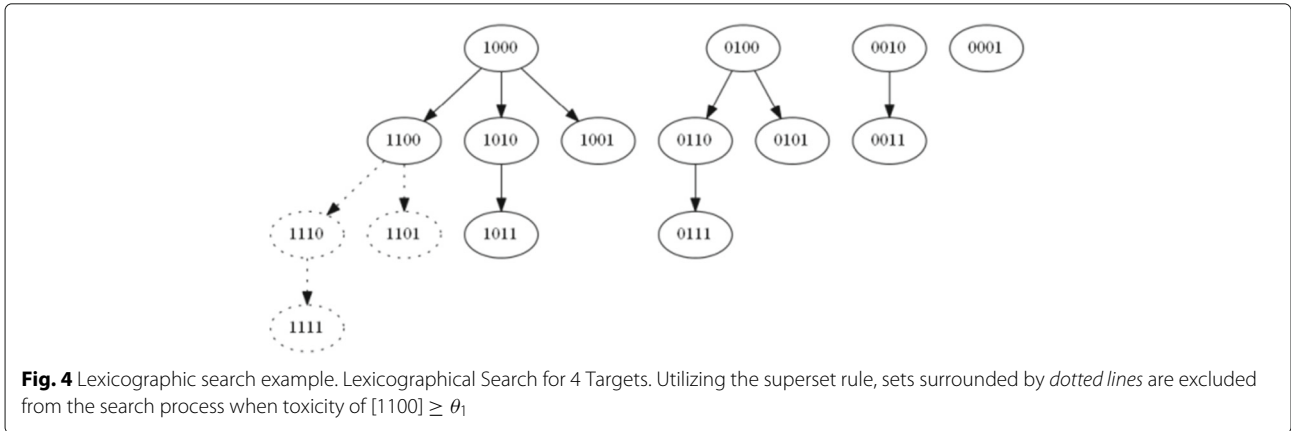 1000 0100 0010 0001
1100 1010 1001 0110 0101 0011
1110 1101 1011 0111
1111
Fig. 4 Lexicographic search example. Lexicographical Search for 4 Targets. Utilizing the superset rule, sets surrounded by dotted lines are excluded
from the search process when toxicity of [1100] ≥ θ₁